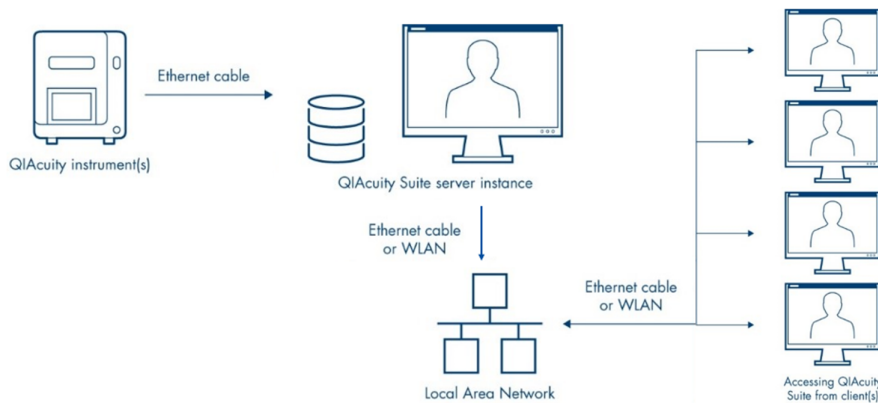 Ethernet cable
QIAcuity instrument(s)
QIAcuity Suite server instance
Ethernet cable
or WLAN
Ethernet cable
or WLAN
Local Area Network
Accessing QIAcuity
Suite from client(s)